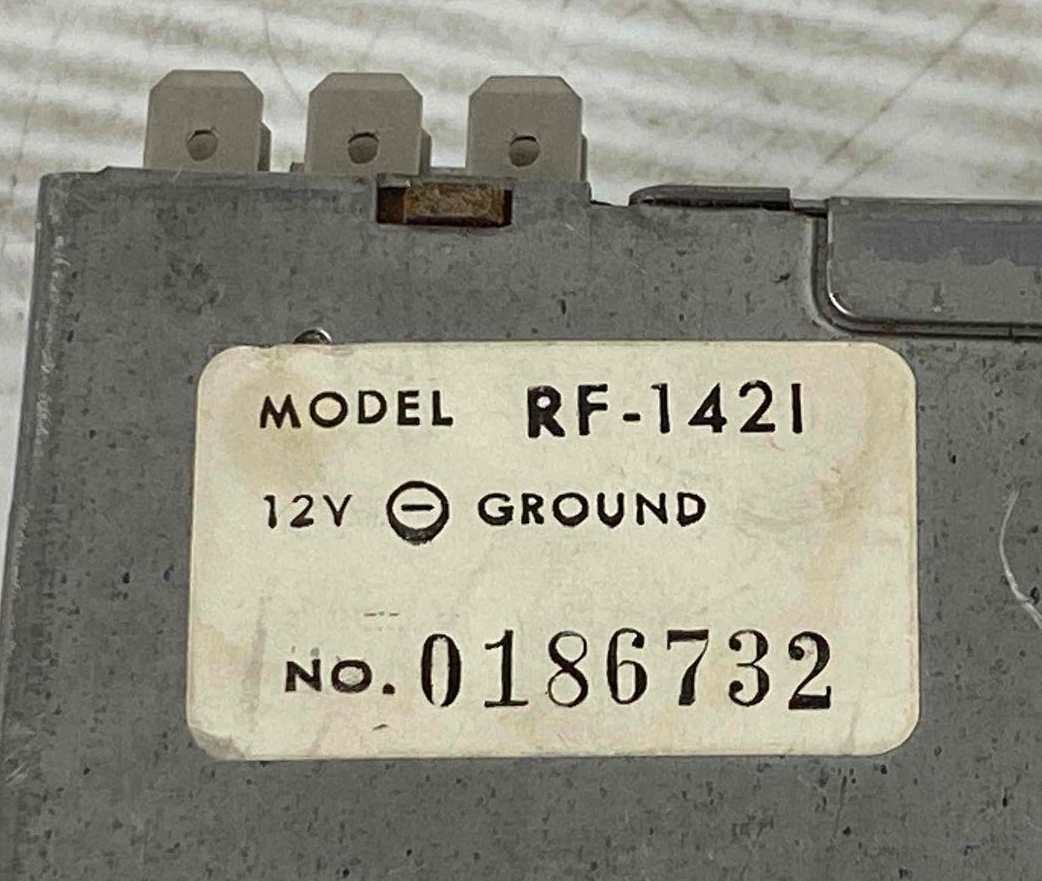 MODEL RF-1421
12V ⊖ GROUND
NO. 0186732